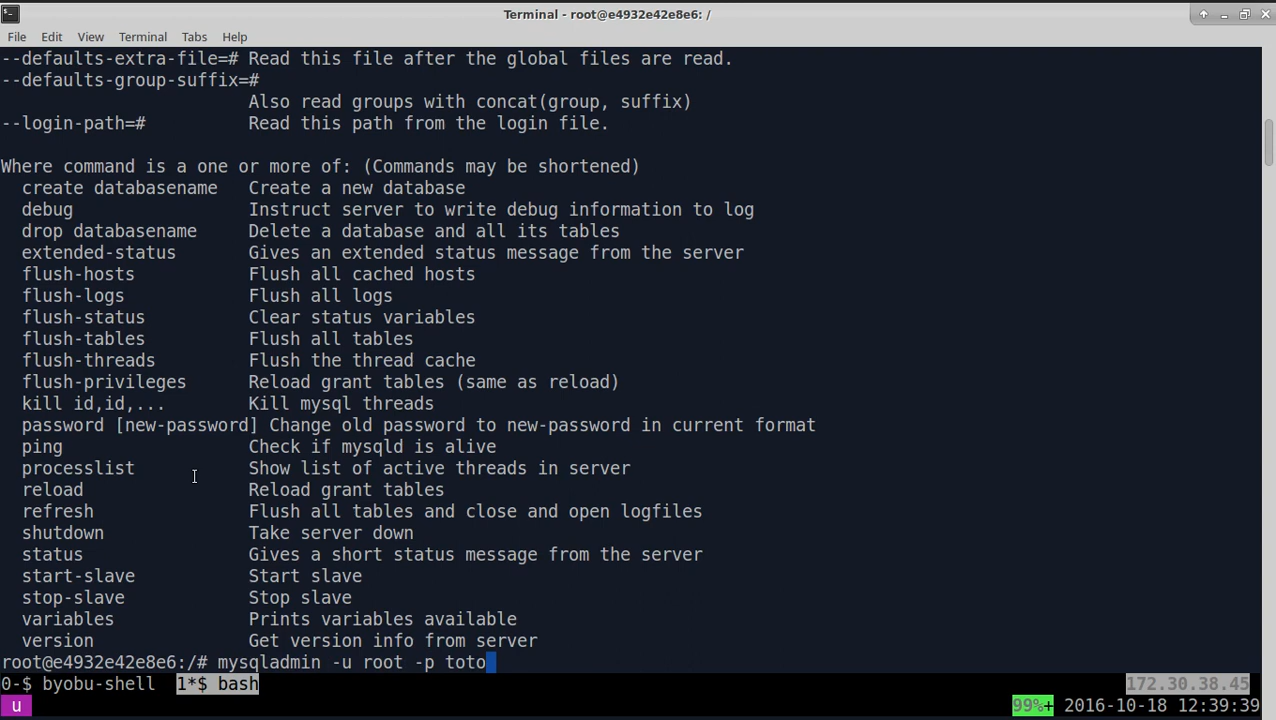 Terminal - root@e4932e42e8e6: /
File Edit View Terminal Tabs Help
--defaults-extra-file=# Read this file after the global files are read.
--defaults-group-suffix=#
                        Also read groups with concat(group, suffix)
--login-path=#          Read this path from the login file.

Where command is a one or more of: (Commands may be shortened)
  create databasename   Create a new database
  debug                 Instruct server to write debug information to log
  drop databasename     Delete a database and all its tables
  extended-status       Gives an extended status message from the server
  flush-hosts           Flush all cached hosts
  flush-logs            Flush all logs
  flush-status          Clear status variables
  flush-tables          Flush all tables
  flush-threads         Flush the thread cache
  flush-privileges      Reload grant tables (same as reload)
  kill id,id,...        Kill mysql threads
  password [new-password] Change old password to new-password in current format
  ping                  Check if mysqld is alive
  processlist           Show list of active threads in server
  reload                Reload grant tables
  refresh               Flush all tables and close and open logfiles
  shutdown              Take server down
  status                Gives a short status message from the server
  start-slave           Start slave
  stop-slave            Stop slave
  variables             Prints variables available
  version               Get version info from server
root@e4932e42e8e6:/# mysqladmin -u root -p toto
0-$ byobu-shell  1*$ bash 172.30.38.45
u 99%+ 2016-10-18 12:39:39